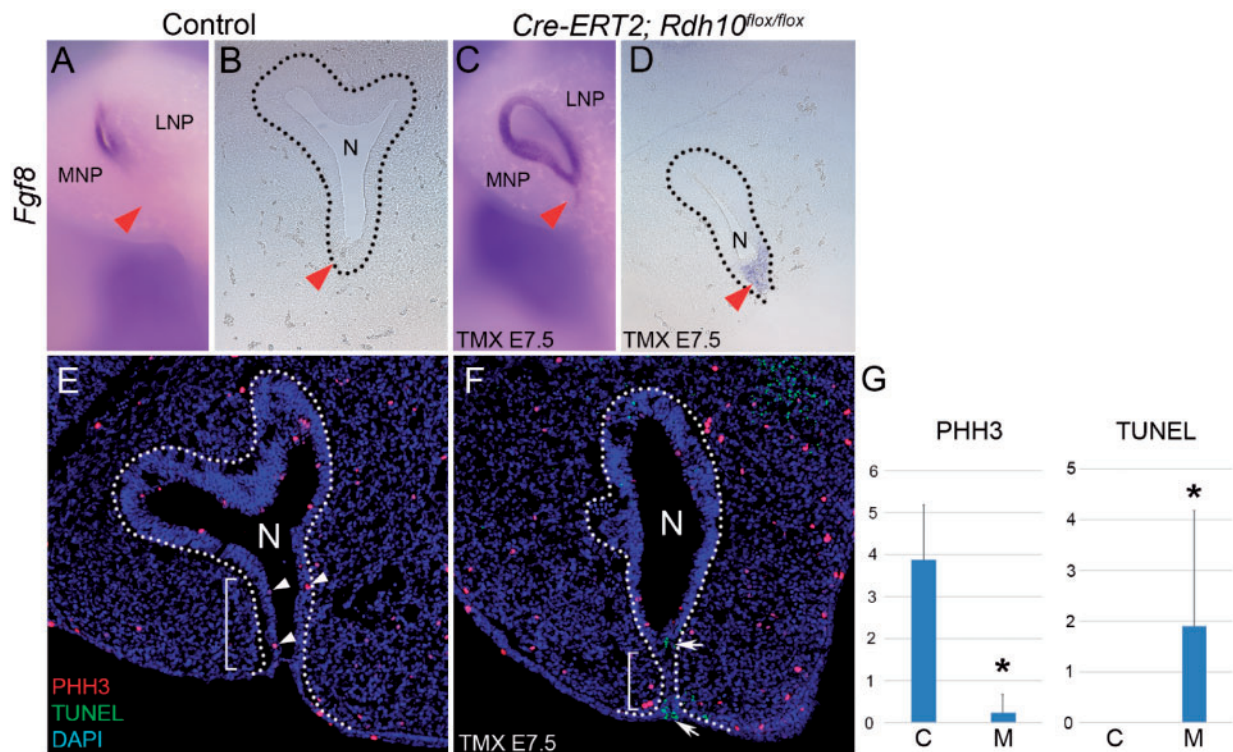 Control
Cre-ERT2; Rdh10flox/flox
Fgf8
A
LNP
MNP
B
N
C
LNP
MNP
TMX E7.5
D
N
TMX E7.5
E
N
PHH3
TUNEL
DAPI
F
N
TMX E7.5
G
PHH3
6
5
4
3
2
1
0
*
C
M
TUNEL
5
4
3
2
1
0
*
C
M